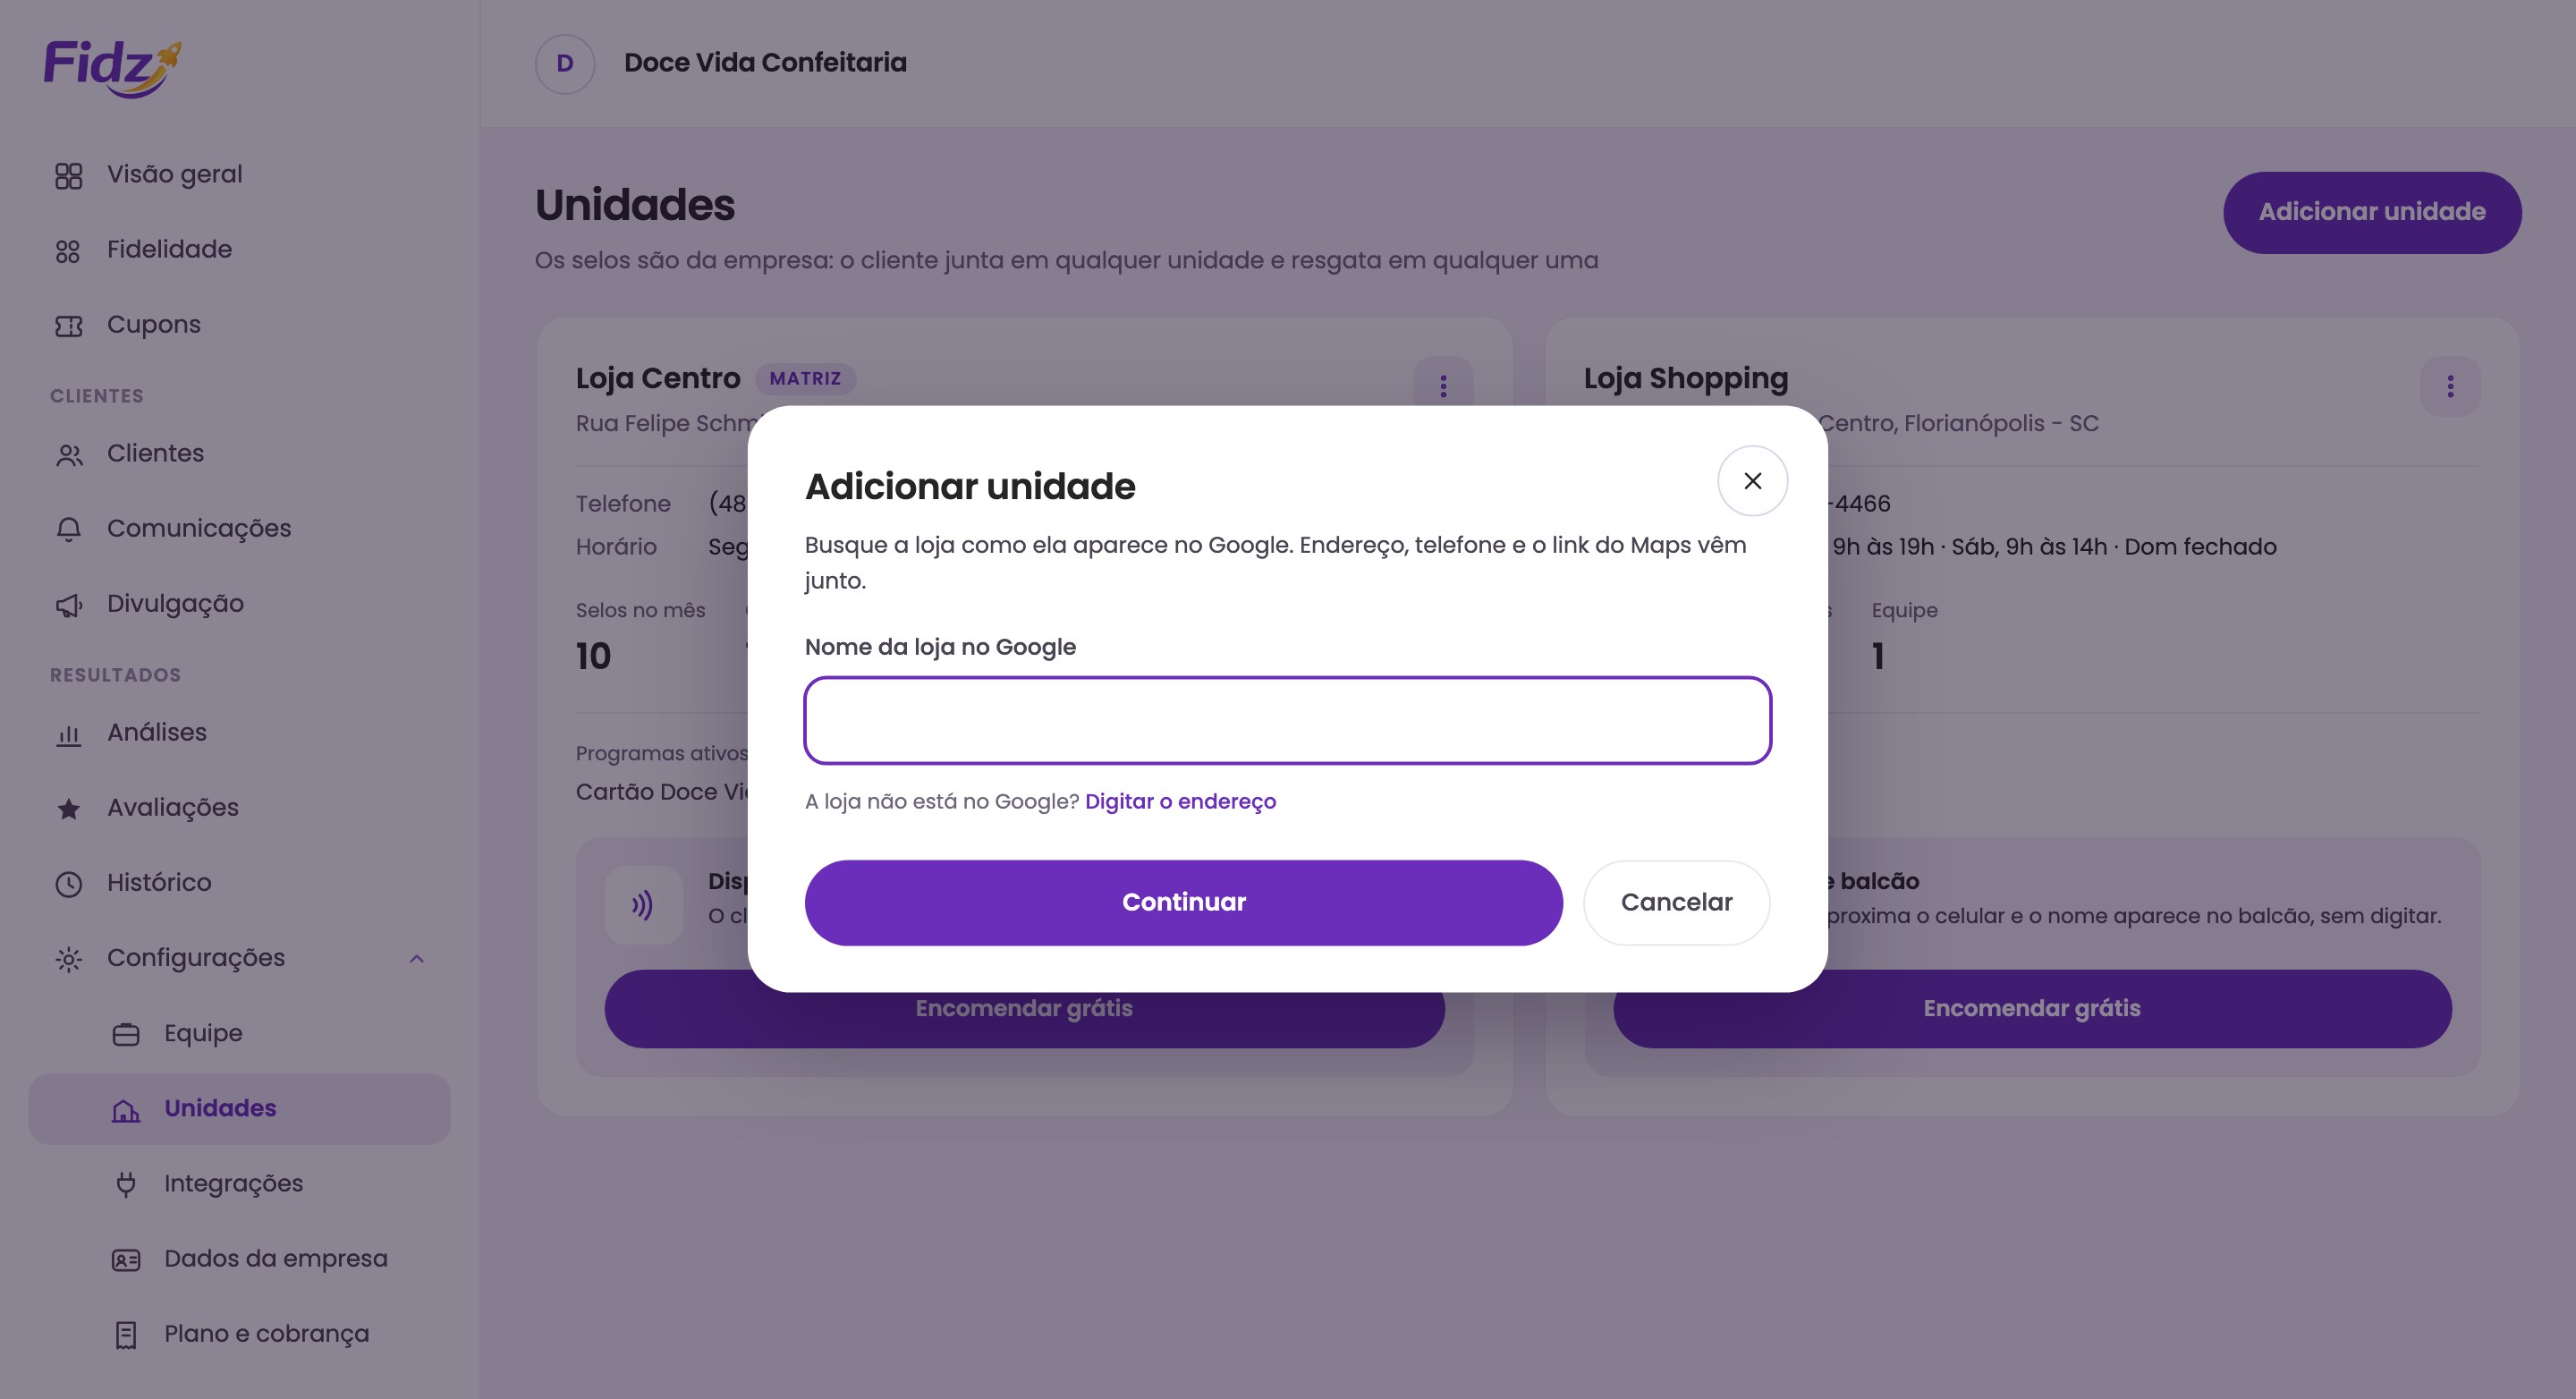 Fidz
Visão geral
Fidelidade
Cupons
CLIENTES
Clientes
Comunicações
Divulgação
RESULTADOS
Análises
Avaliações
Histórico
Configurações
Equipe
Unidades
Integrações
Dados da empresa
Plano e cobrança
D
Doce Vida Confeitaria
Unidades
Os selos são da empresa: o cliente junta em qualquer unidade e resgata em qualquer uma
Adicionar unidade
Loja Centro MATRIZ
Rua Felipe
Telefone (48
Horário
Selos no mês
10
Programas ativos
Cartão Doce
Encomendar grátis
Loja Shopping
Centro, Florianópolis - SC
-4466
9h às 19h · Sáb, 9h às 14h · Dom fechado
Equipe
1
balcão
o celular e o nome aparece no balcão, sem digitar.
Encomendar grátis
Adicionar unidade
Busque a loja como ela aparece no Google. Endereço, telefone e o link do Maps vêm
junto.
Nome da loja no Google
A loja não está no Google? Digitar o endereço
Continuar
Cancelar